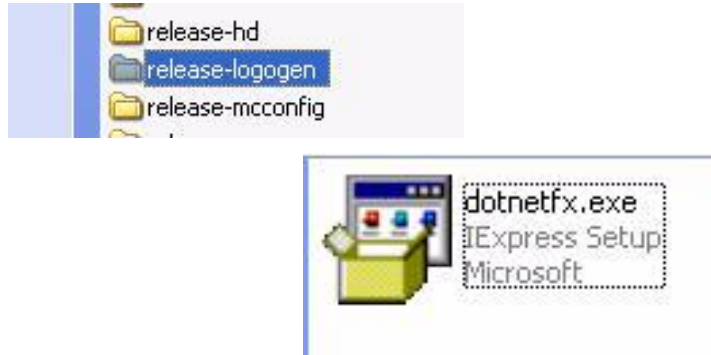 release-hd
release-logogen
release-mcconfig
dotnetfx.exe
IExpress Setup
Microsoft